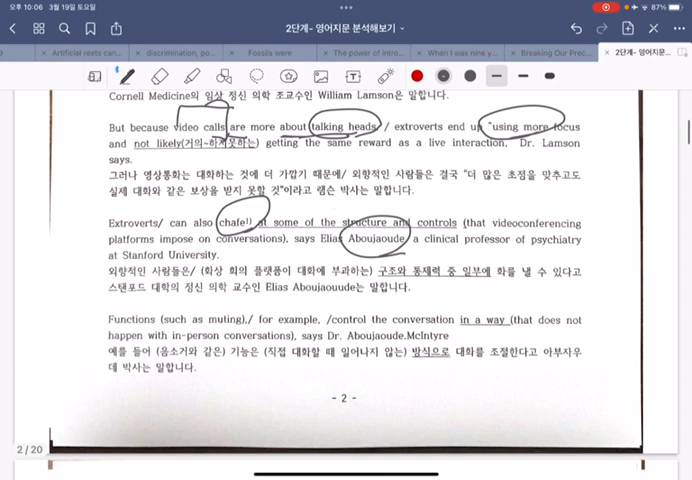 오후 10:06 3월 19일 토요일
87%
2단계- 영어지문 분석해보기
Artificial reets can...
discrimination, po...
Fossils were
The power of intro...
When I was nine y...
Breaking Our Prec...
2단계- 영어지문...
Cornell Medicine의 임상 정신 의학 조교수인 William Lamson은 말합니다.
But because video calls are more about talking heads, / extroverts end up "using more focus
and not likely(거의~하지못하는) getting the same reward as a live interaction, Dr. Lamson
says.
그러나 영상통화는 대화하는 것에 더 가깝기 때문에/ 외향적인 사람들은 결국 "더 많은 초점을 맞추고도
실제 대화와 같은 보상을 받지 못할 것"이라고 램슨 박사는 말합니다.
Extroverts/ can also chafe1) at some of the structure and controls (that videoconferencing
platforms impose on conversations), says Elias Aboujaoude, a clinical professor of psychiatry
at Stanford University.
외향적인 사람들은/ (화상 회의 플랫폼이 대화에 부과하는) 구조와 통제력 중 일부에 화를 낼 수 있다고
스탠포드 대학의 정신 의학 교수인 Elias Aboujaouude는 말합니다.
Functions (such as muting),/ for example, /control the conversation in a way (that does not
happen with in-person conversations), says Dr. Aboujaoude.McIntyre
예를 들어 (음소거와 같은) 기능은 (직접 대화할 때 일어나지 않는) 방식으로 대화를 조절한다고 아부자우
데 박사는 말합니다.
- 2 -
2 / 20